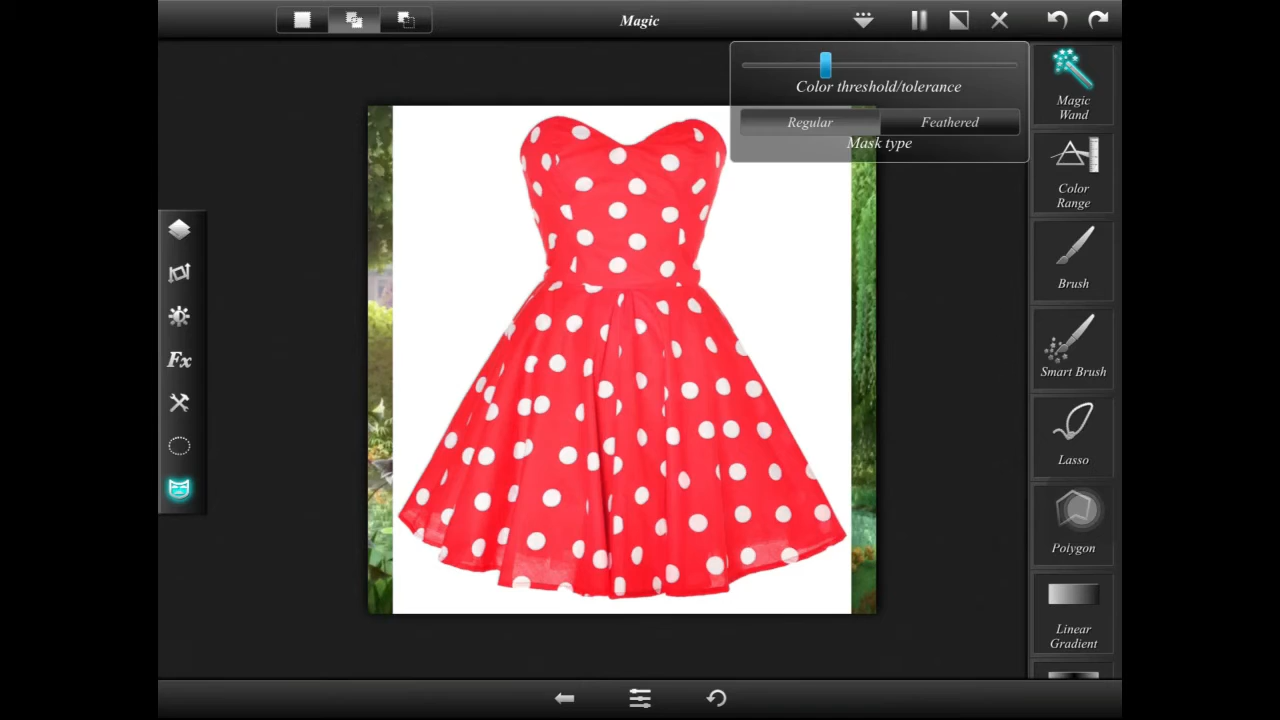 Magic
Color threshold/tolerance
Regular
Feathered
Mask type
Magic
Wand
Color
Range
Brush
Smart Brush
Lasso
Polygon
Linear
Gradient
Fx